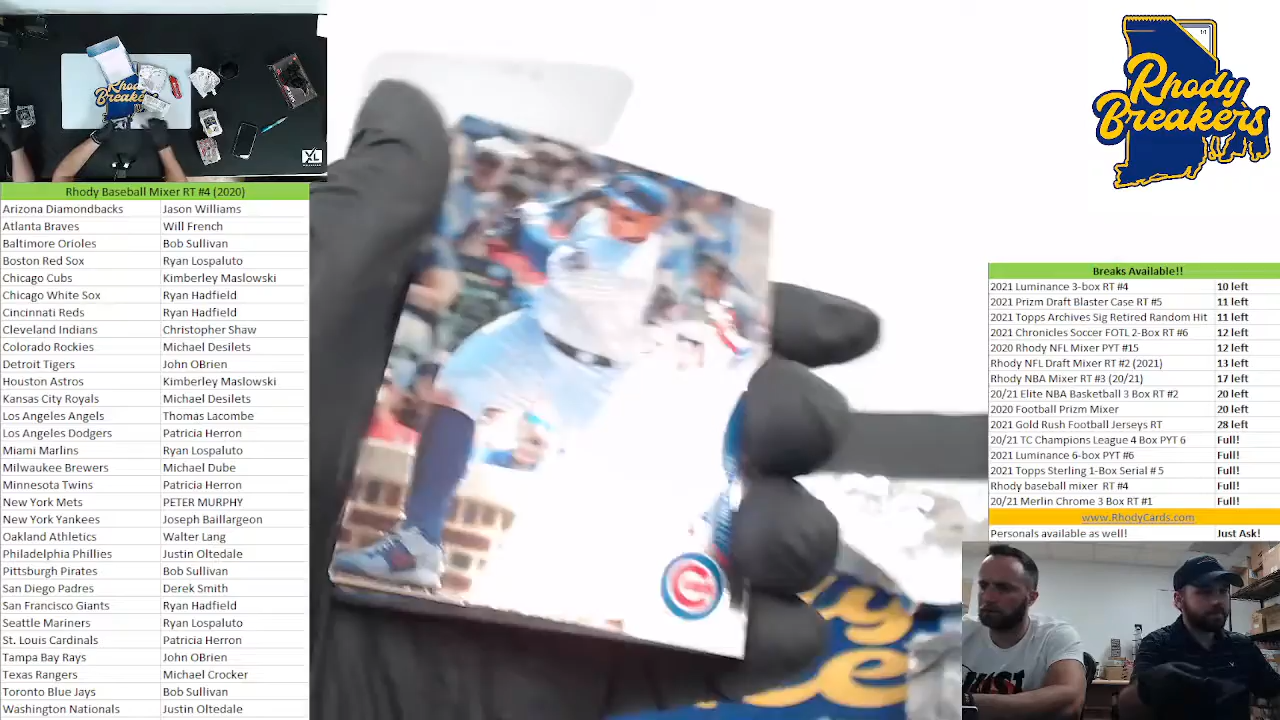 Rhody
Breakers
XL
Rhody Baseball Mixer RT #4 (2020)
Arizona Diamondbacks Jason Williams
Atlanta Braves Will French
Baltimore Orioles Bob Sullivan
Boston Red Sox Ryan Lospaluto
Chicago Cubs Kimberley Maslowski
Chicago White Sox Ryan Hadfield
Cincinnati Reds Ryan Hadfield
Cleveland Indians Christopher Shaw
Colorado Rockies Michael Desilets
Detroit Tigers John OBrien
Houston Astros Kimberley Maslowski
Kansas City Royals Michael Desilets
Los Angeles Angels Thomas Lacombe
Los Angeles Dodgers Patricia Herron
Miami Marlins Ryan Lospaluto
Milwaukee Brewers Michael Dube
Minnesota Twins Patricia Herron
New York Mets PETER MURPHY
New York Yankees Joseph Baillargeon
Oakland Athletics Walter Lang
Philadelphia Phillies Justin Oltedale
Pittsburgh Pirates Bob Sullivan
San Diego Padres Derek Smith
San Francisco Giants Ryan Hadfield
Seattle Mariners Ryan Lospaluto
St. Louis Cardinals Patricia Herron
Tampa Bay Rays John OBrien
Texas Rangers Michael Crocker
Toronto Blue Jays Bob Sullivan
Washington Nationals Justin Oltedale
C
Rhody
Breakers
Breaks Available!!
2021 Luminance 3-box RT #4 10 left
2021 Prizm Draft Blaster Case RT #5 11 left
2021 Topps Archives Sig Retired Random Hit 11 left
2021 Chronicles Soccer FOTL 2-Box RT #6 12 left
2020 Rhody NFL Mixer PYT #15 12 left
Rhody NFL Draft Mixer RT #2 (2021) 13 left
Rhody NBA Mixer RT #3 (20/21) 17 left
20/21 Elite NBA Basketball 3 Box RT #2 20 left
2020 Football Prizm Mixer 20 left
2021 Gold Rush Football Jerseys RT 28 left
20/21 TC Champions League 4 Box PYT 6 Full!
2021 Luminance 6-box PYT #6 Full!
2021 Topps Sterling 1-Box Serial # 5 Full!
Rhody baseball mixer RT #4 Full!
20/21 Merlin Chrome 3 Box RT #1 Full!
www.RhodyCards.com
Personals available as well! Just Ask!